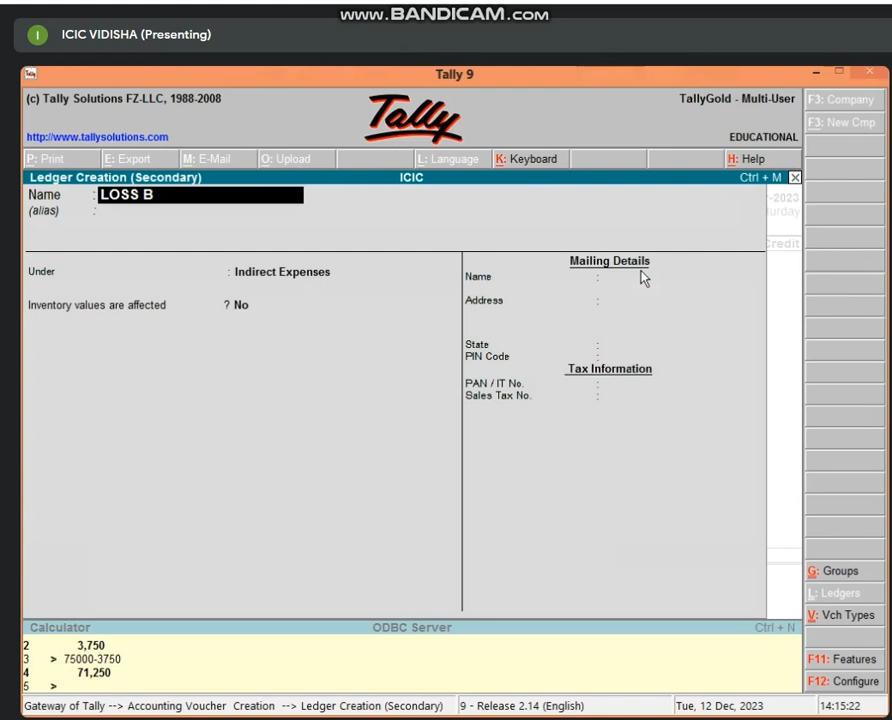 www.BANDICAM.com
I ICIC VIDISHA (Presenting)
Tally Tally 9
(c) Tally Solutions FZ-LLC, 1988-2008
Tally
TallyGold - Multi-User
http://www.tallysolutions.com
EDUCATIONAL
F3: Company
F3: New Cmp
P: Print E: Export M: E-Mail O: Upload L: Language K: Keyboard H: Help
Ledger Creation (Secondary) ICIC Ctrl + M
Name : LOSS B
(alias) :
-2023
urday
Credit
Under : Indirect Expenses
Inventory values are affected ? No
Mailing Details
Name :
Address :
State :
PIN Code :
Tax Information
PAN / IT No. :
Sales Tax No. :
G: Groups
L: Ledgers
V: Vch Types
F11: Features
F12: Configure
Calculator ODBC Server Ctrl + N
2 3,750
3 > 75000-3750
4 71,250
5 >
Gateway of Tally --> Accounting Voucher Creation --> Ledger Creation (Secondary) 9 - Release 2.14 (English) Tue, 12 Dec, 2023 14:15:22